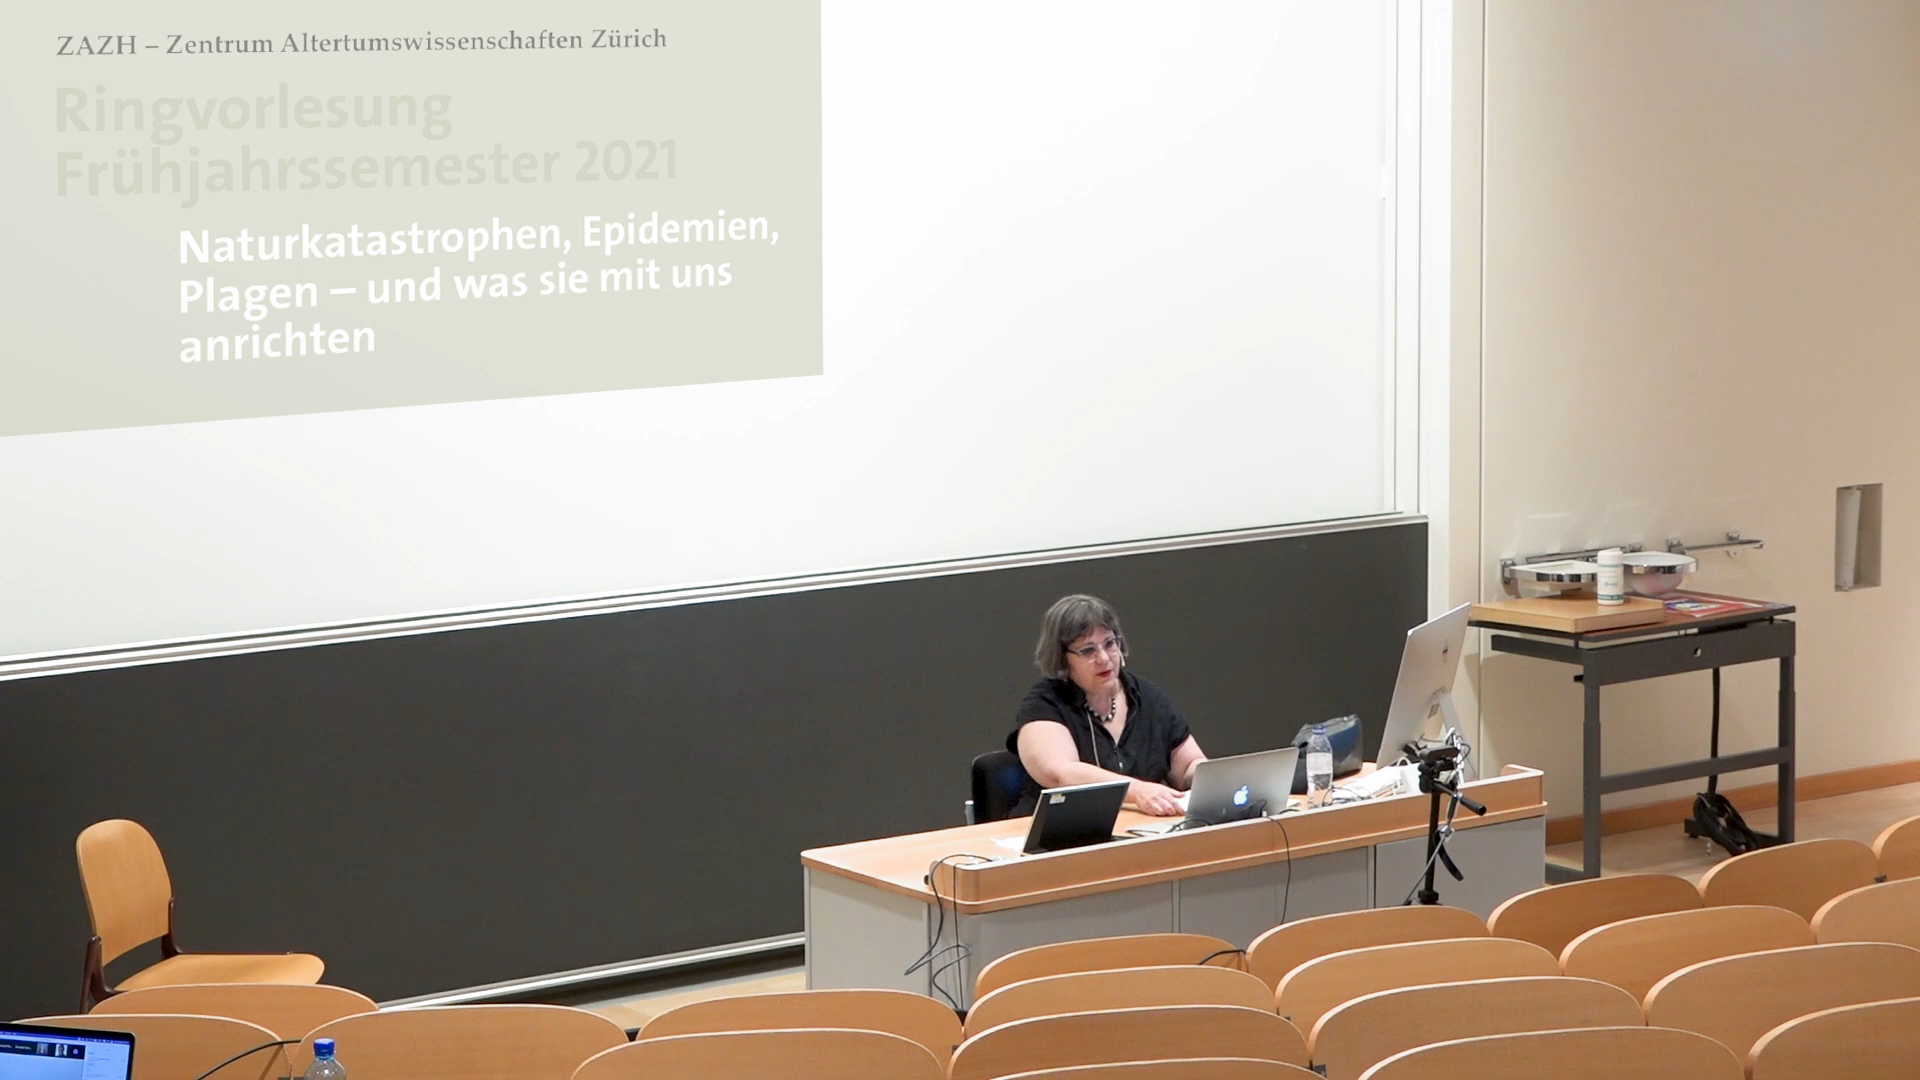 ZAZH – Zentrum Altertumswissenschaften Zürich
Ringvorlesung
Frühjahrssemester 2021
Naturkatastrophen, Epidemien,
Plagen – und was sie mit uns
anrichten